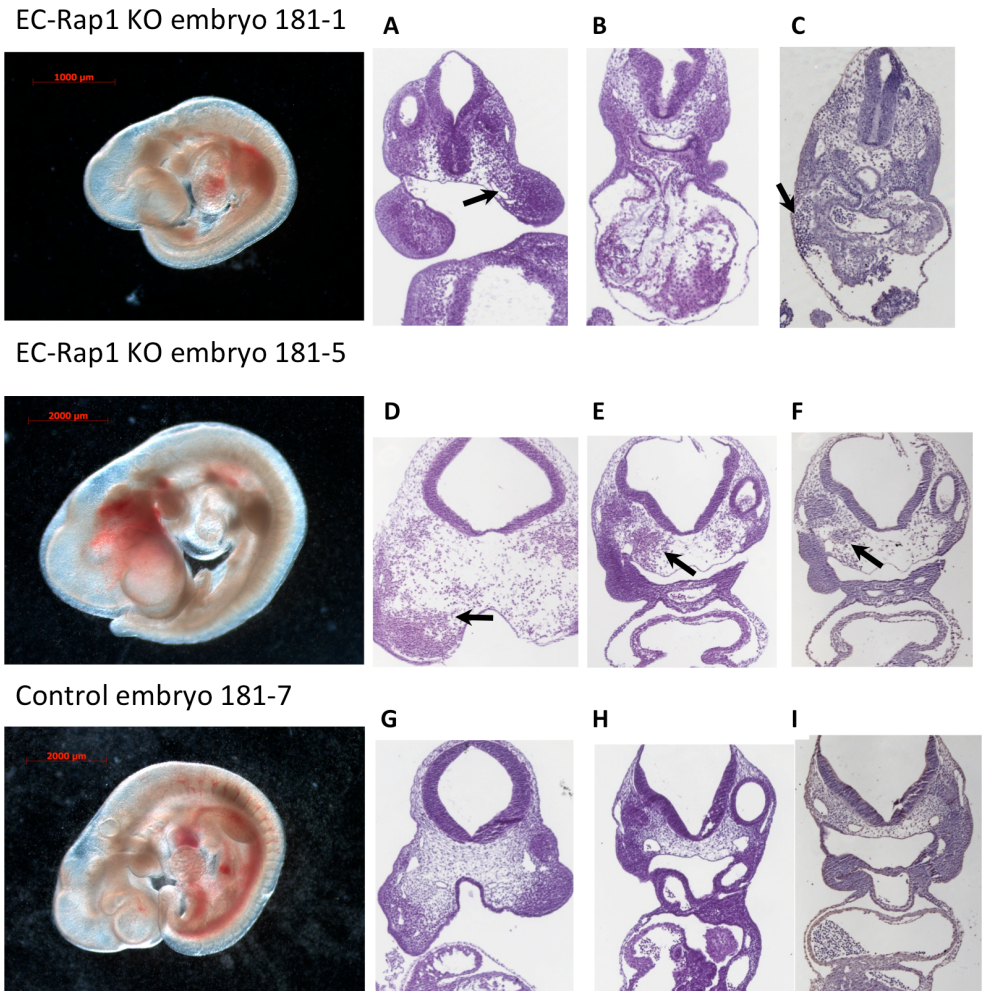 EC-Rap1 KO embryo 181-1
A
B
C
1000 µm
EC-Rap1 KO embryo 181-5
D
E
F
2000 µm
Control embryo 181-7
G
H
I
2000 µm